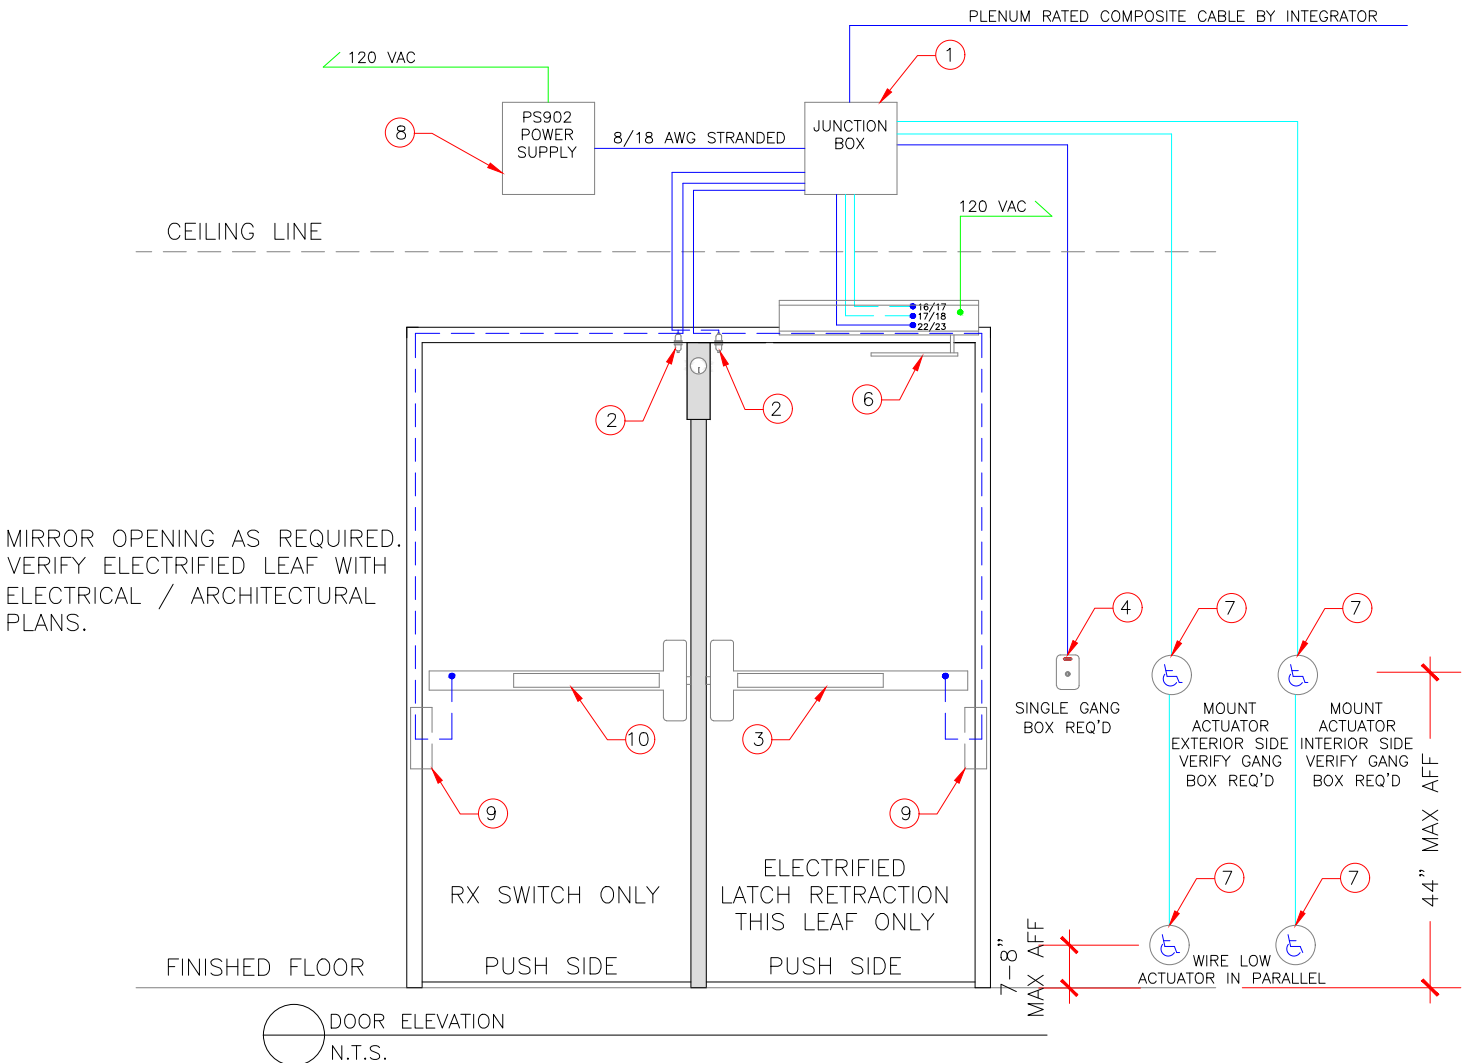 PLENUM RATED COMPOSITE CABLE BY INTEGRATOR
120 VAC
1
PS902
POWER
SUPPLY
8
8/18 AWG STRANDED
JUNCTION
BOX
120 VAC
CEILING LINE
16/17
17/18
22/23
2
2
6
MIRROR OPENING AS REQUIRED.
VERIFY ELECTRIFIED LEAF WITH
ELECTRICAL / ARCHITECTURAL
PLANS.
4
7
7
SINGLE GANG
BOX REQ'D
MOUNT
ACTUATOR
EXTERIOR SIDE
VERIFY GANG
BOX REQ'D
MOUNT
ACTUATOR
INTERIOR SIDE
VERIFY GANG
BOX REQ'D
10
3
9
9
44" MAX AFF
RX SWITCH ONLY
ELECTRIFIED
LATCH RETRACTION
THIS LEAF ONLY
7
7
7-8"
MAX AFF
WIRE LOW
ACTUATOR IN PARALLEL
FINISHED FLOOR
PUSH SIDE
PUSH SIDE
DOOR ELEVATION
N.T.S.